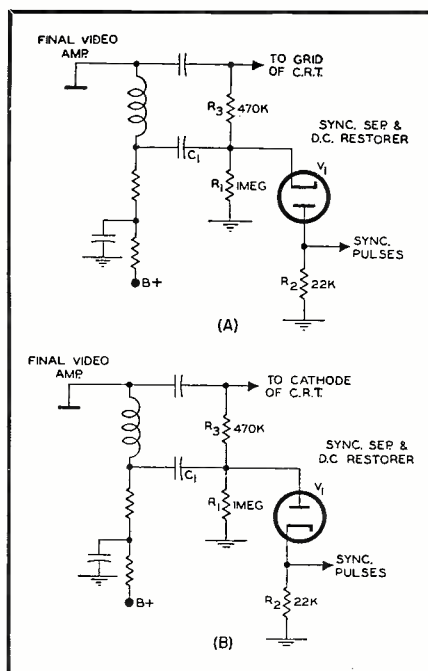 FINAL VIDEO
AMP.
TO GRID
OF C.R.T.
R3 470K
SYNC. SEP. &
D.C. RESTORER
C1
R1 1MEG
V1
SYNC.
PULSES
R2 22K
B+
(A)
FINAL VIDEO
AMP.
TO CATHODE
OF C.R.T.
R3 470K
SYNC. SEP. &
D.C RESTORER
C1
R1 1MEG
V1
SYNC.
PULSES
R2 22K
B+
(B)